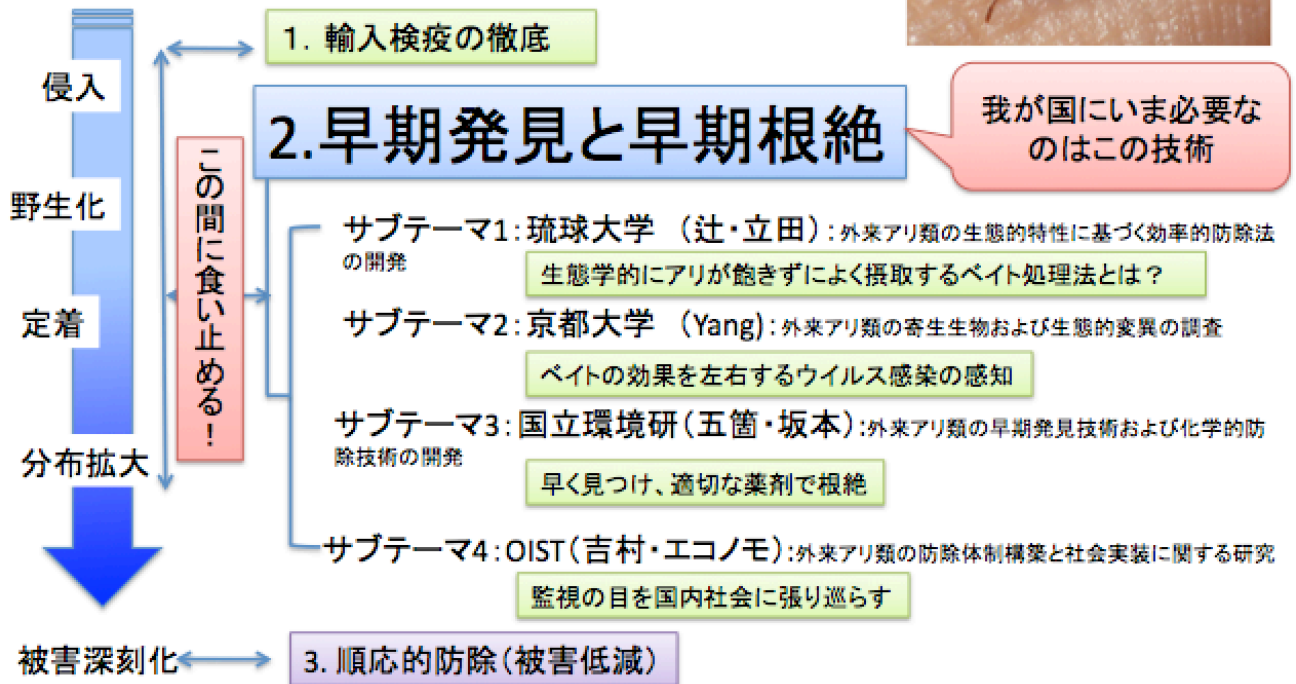 1. 輸入検疫の徹底
侵入
2.早期発見と早期根絶
我が国にいま必要な
のはこの技術
この間に食い止める！
野生化
サブテーマ1：琉球大学　（辻・立田）：外来アリ類の生態的特性に基づく効率的防除法
の開発
生態学的にアリが飽きずによく摂取するベイト処理法とは？
定着
サブテーマ2：京都大学　（Yang）：外来アリ類の寄生生物および生態的変異の調査
ベイトの効果を左右するウイルス感染の感知
サブテーマ3：国立環境研（五箇・坂本）：外来アリ類の早期発見技術および化学的防
除技術の開発
分布拡大
早く見つけ、適切な薬剤で根絶
サブテーマ4：OIST（吉村・エコノモ）：外来アリ類の防除体制構築と社会実装に関する研究
監視の目を国内社会に張り巡らす
被害深刻化
3. 順応的防除（被害低減）